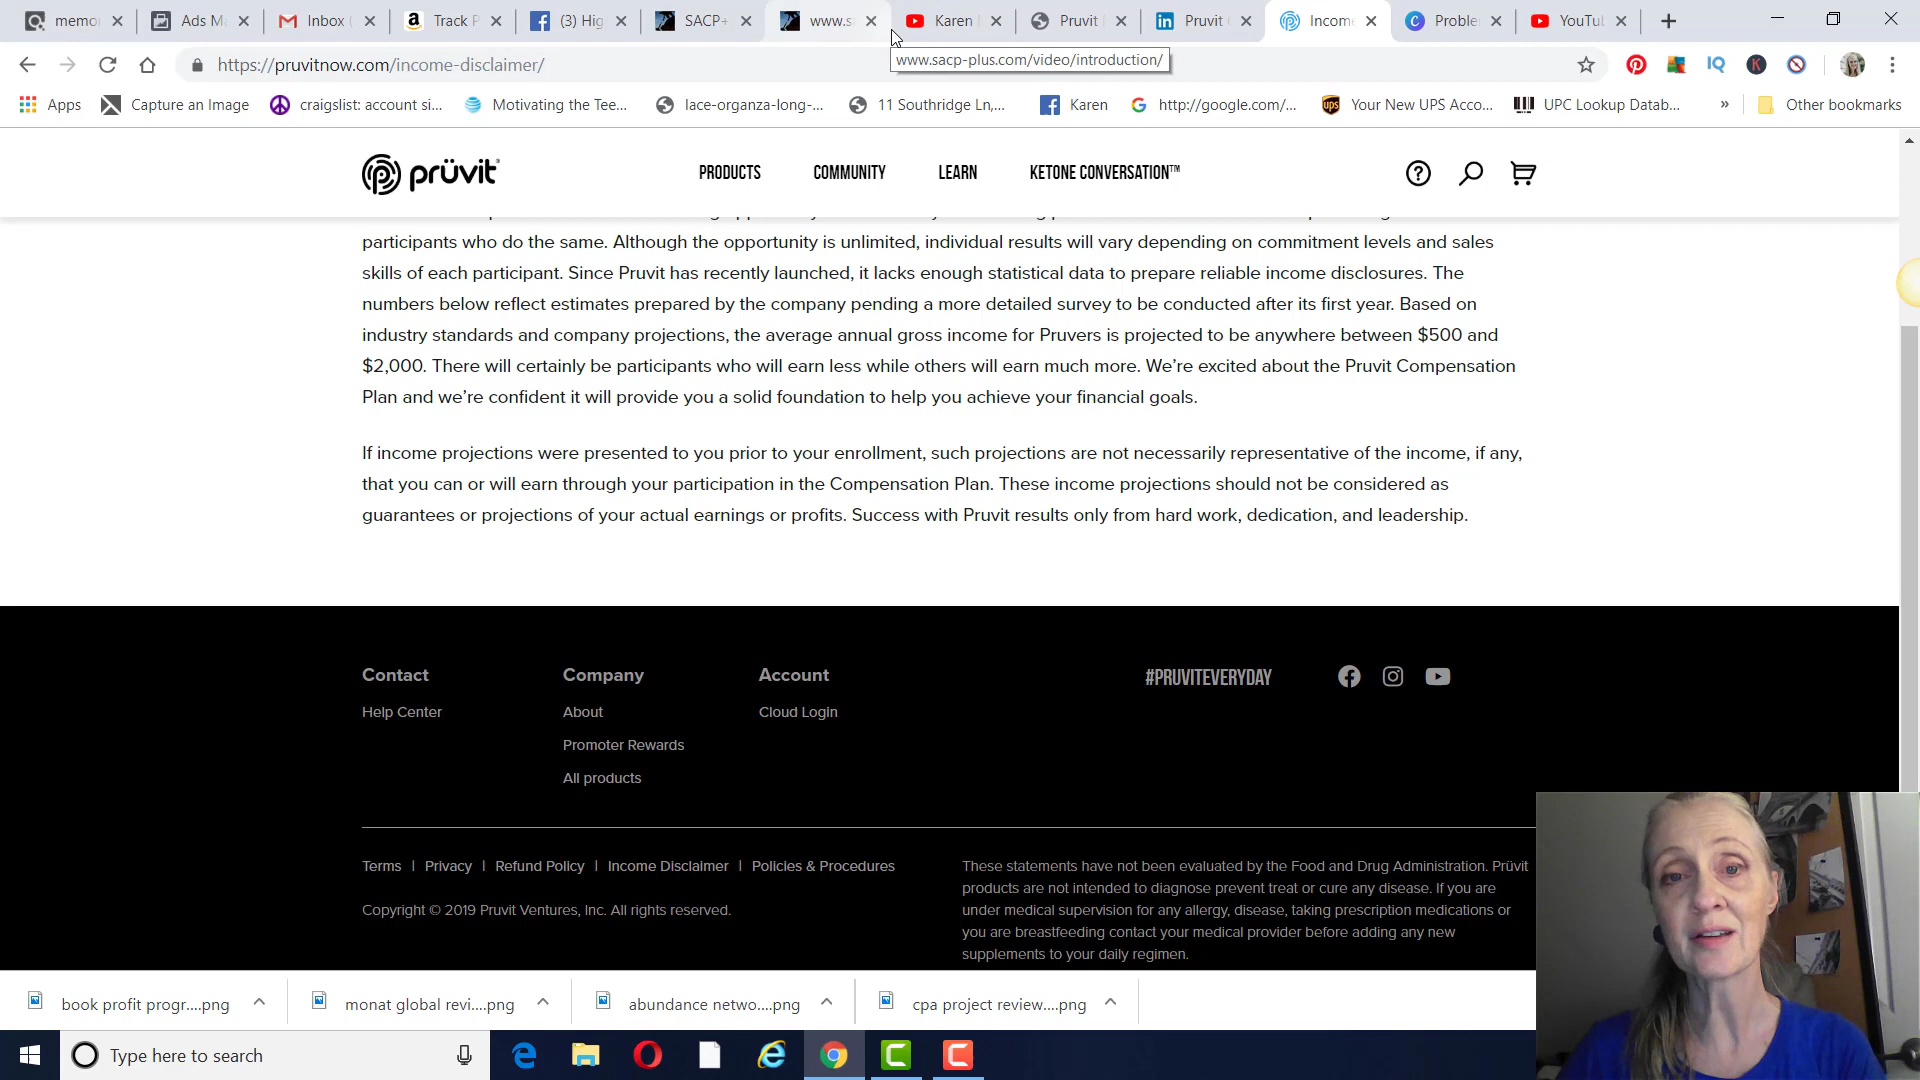 memor
Ads Ma
Inbox (
Track P
(3) Hig
SACP+
www.sa
Karen
Pruvit
Pruvit
Income
Proble
YouTu
https://pruvitnow.com/income-disclaimer/
www.sacp-plus.com/video/introduction/
Apps
Capture an Image
craigslist: account si...
Motivating the Tee...
lace-organza-long-...
11 Southridge Ln,...
Karen
http://google.com/...
Your New UPS Acco...
UPC Lookup Datab...
»
Other bookmarks
prüvit
PRODUCTS
COMMUNITY
LEARN
KETONE CONVERSATION™
participants who do the same. Although the opportunity is unlimited, individual results will vary depending on commitment levels and sales
skills of each participant. Since Pruvit has recently launched, it lacks enough statistical data to prepare reliable income disclosures. The
numbers below reflect estimates prepared by the company pending a more detailed survey to be conducted after its first year. Based on
industry standards and company projections, the average annual gross income for Pruvers is projected to be anywhere between $500 and
$2,000. There will certainly be participants who will earn less while others will earn much more. We're excited about the Pruvit Compensation
Plan and we're confident it will provide you a solid foundation to help you achieve your financial goals.
If income projections were presented to you prior to your enrollment, such projections are not necessarily representative of the income, if any,
that you can or will earn through your participation in the Compensation Plan. These income projections should not be considered as
guarantees or projections of your actual earnings or profits. Success with Pruvit results only from hard work, dedication, and leadership.
Contact
Help Center
Company
About
Promoter Rewards
All products
Account
Cloud Login
#PRUVITEVERYDAY
Terms | Privacy | Refund Policy | Income Disclaimer | Policies & Procedures
Copyright © 2019 Pruvit Ventures, Inc. All rights reserved.
These statements have not been evaluated by the Food and Drug Administration. Prüvit
products are not intended to diagnose prevent treat or cure any disease. If you are
under medical supervision for any allergy, disease, taking prescription medications or
you are breastfeeding contact your medical provider before adding any new
supplements to your daily regimen.
book profit progr....png
monat global revi....png
abundance netwo....png
cpa project review....png
Type here to search